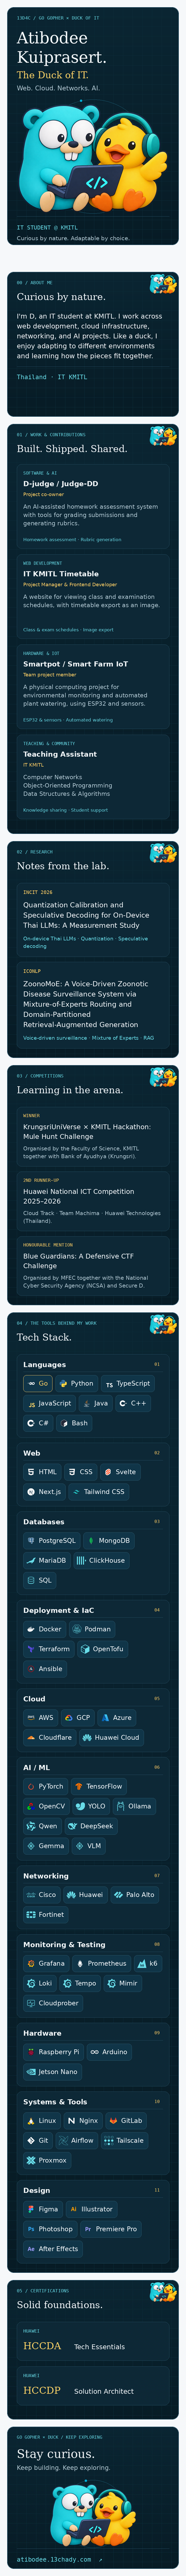 13D4C / GO GOPHER + DUCK OF IT
Atibodee
Kuiprasert.
The Duck of IT.
Web. Cloud. Networks. AI.
IT STUDENT @ KMITL
Curious by nature. Adaptable by choice.
00 / ABOUT ME
Curious by nature.
I'm D, an IT student at KMITL. I work across
web development, cloud infrastructure,
networking, and AI projects. Like a duck, I
enjoy adapting to different environments
and learning how the pieces fit together.
Thailand · IT KMITL
01 / WORK & CONTRIBUTIONS
Built. Shipped. Shared.
SOFTWARE & AI
D-judge / Judge-DD
Project co-owner
An AI-assisted homework assessment system
with tools for grading submissions and
generating rubrics.
Homework assessment · Rubric generation
WEB DEVELOPMENT
IT KMITL Timetable
Project Manager & Frontend Developer
A website for viewing class and examination
schedules, with timetable export as an image.
Class & exam schedules · Image export
HARDWARE & IOT
Smartpot / Smart Farm IoT
Team project member
A physical computing project for
environmental monitoring and automated
plant watering, using ESP32 and sensors.
ESP32 & sensors · Automated watering
TEACHING & COMMUNITY
Teaching Assistant
IT KMITL
Computer Networks
Object-Oriented Programming
Data Structures & Algorithms
Knowledge sharing · Student support
02 / RESEARCH
Notes from the lab.
INCIT 2026
Quantization Calibration and
Speculative Decoding for On-Device
Thai LLMs: A Measurement Study
On-device Thai LLMs · Quantization · Speculative
decoding
ICONLP
ZoonoMoE: A Voice-Driven Zoonotic
Disease Surveillance System via
Mixture-of-Experts Routing and
Domain-Partitioned
Retrieval-Augmented Generation
Voice-driven surveillance · Mixture of Experts · RAG
03 / COMPETITIONS
Learning in the arena.
WINNER
KrungsriUniVerse × KMITL Hackathon:
Mule Hunt Challenge
Organised by the Faculty of Science, KMITL
together with Bank of Ayudhya (Krungsri).
2ND RUNNER-UP
Huawei National ICT Competition
2025–2026
Cloud Track · Team Machima · Huawei Technologies
(Thailand).
HONOURABLE MENTION
Blue Guardians: A Defensive CTF
Challenge
Organised by MFEC together with the National
Cyber Security Agency (NCSA) and Secure D.
04 / THE TOOLS BEHIND MY WORK
Tech Stack.
Languages 01
Go Python TypeScript
JavaScript Java C++
C# Bash
Web 02
HTML CSS Svelte
Next.js Tailwind CSS
Databases 03
PostgreSQL MongoDB
MariaDB ClickHouse
SQL
Deployment & IaC 04
Docker Podman
Terraform OpenTofu
Ansible
Cloud 05
AWS GCP Azure
Cloudflare Huawei Cloud
AI / ML 06
PyTorch TensorFlow
OpenCV YOLO Ollama
Qwen DeepSeek
Gemma VLM
Networking 07
Cisco Huawei Palo Alto
Fortinet
Monitoring & Testing 08
Grafana Prometheus k6
Loki Tempo Mimir
Cloudprober
Hardware 09
Raspberry Pi Arduino
Jetson Nano
Systems & Tools 10
Linux Nginx GitLab
Git Airflow Tailscale
Proxmox
Design 11
Figma Illustrator
Photoshop Premiere Pro
After Effects
05 / CERTIFICATIONS
Solid foundations.
HUAWEI
HCCDA Tech Essentials
HUAWEI
HCCDP Solution Architect
GO GOPHER + DUCK / KEEP EXPLORING
Stay curious.
Keep building. Keep exploring.
atibodee.13chady.com ↗